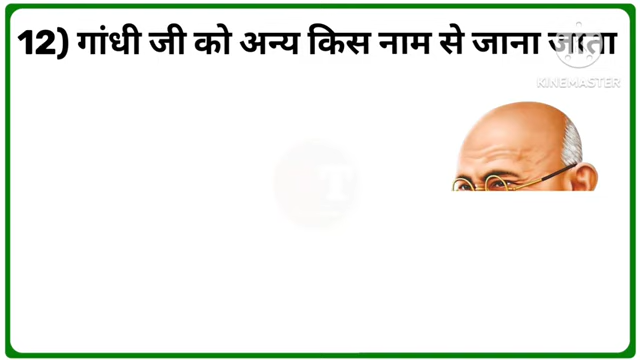 12) गांधी जी को अन्य किस नाम से जाना जाता
KINEMASTER
T